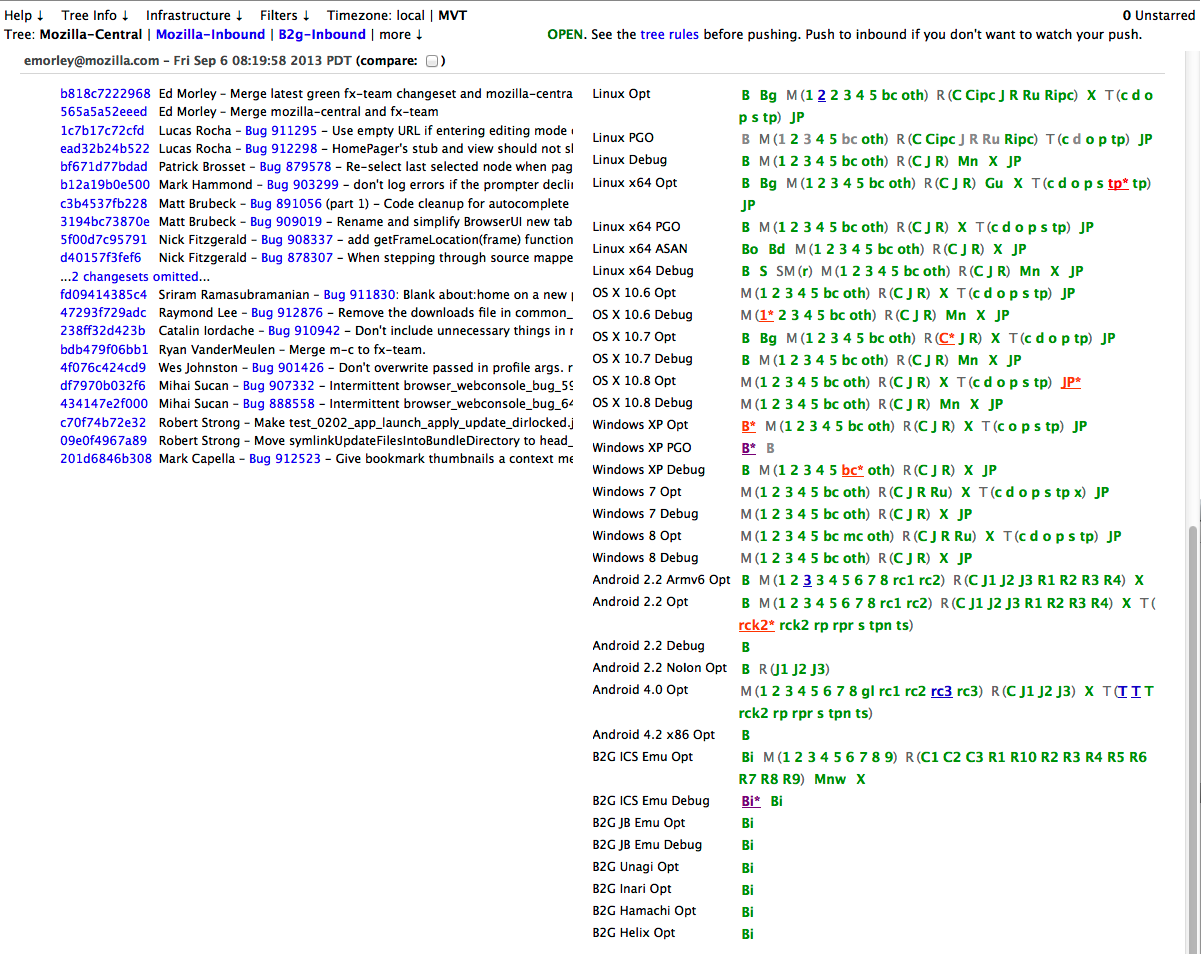 Help ↓ Tree Info ↓ Infrastructure ↓ Filters ↓ Timezone: local | MVT 0 Unstarred
Tree: Mozilla-Central | Mozilla-Inbound | B2g-Inbound | more ↓ OPEN. See the tree rules before pushing. Push to inbound if you don't want to watch your push.
emorley@mozilla.com – Fri Sep 6 08:19:58 2013 PDT (compare: )
b818c7222968 Ed Morley – Merge latest green fx-team changeset and mozilla-centra
565a5a52eeed Ed Morley – Merge mozilla-central and fx-team
1c7b17c72cfd Lucas Rocha – Bug 911295 – Use empty URL if entering editing mode
ead32b24b522 Lucas Rocha – Bug 912298 – HomePager's stub and view should not sh
bf671d77bdad Patrick Brosset – Bug 879578 – Re-select last selected node when pag
b12a19b0e500 Mark Hammond – Bug 903299 – don't log errors if the prompter decli
c3b4537fb228 Matt Brubeck – Bug 891056 (part 1) – Code cleanup for autocomplete
3194bc73870e Matt Brubeck – Bug 909019 – Rename and simplify BrowserUI new tab
5f00d7c95791 Nick Fitzgerald – Bug 908337 – add getFrameLocation(frame) function
d40157f3fef6 Nick Fitzgerald – Bug 878307 – When stepping through source mappe
...2 changesets omitted...
fd09414385c4 Sriram Ramasubramanian – Bug 911830: Blank about:home on a new p
47293f729adc Raymond Lee – Bug 912876 – Remove the downloads file in common_
238ff32d423b Catalin Iordache – Bug 910942 – Don't include unnecessary things in r
bdb479f06bb1 Ryan VanderMeulen – Merge m-c to fx-team.
4f076c424cd9 Wes Johnston – Bug 901426 – Don't overwrite passed in profile args. r
df7970b032f6 Mihai Sucan – Bug 907332 – Intermittent browser_webconsole_bug_59
434147e2f000 Mihai Sucan – Bug 888558 – Intermittent browser_webconsole_bug_64
c70f74b72e32 Robert Strong – Make test_0202_app_launch_apply_update_dirlocked.j
09e0f4967a89 Robert Strong – Move symlinkUpdateFilesIntoBundleDirectory to head_
201d6846b308 Mark Capella – Bug 912523 – Give bookmark thumbnails a context me
Linux Opt B Bg M (1 2 2 3 4 5 bc oth) R (C Cipc J R Ru Ripc) X T (c d o
p s tp) JP
Linux PGO B M (1 2 3 4 5 bc oth) R (C Cipc J R Ru Ripc) T (c d o p tp) JP
Linux Debug B M (1 2 3 4 5 bc oth) R (C J R) Mn X JP
Linux x64 Opt B Bg M (1 2 3 4 5 bc oth) R (C J R) Gu X T (c d o p s tp* tp)
JP
Linux x64 PGO B M (1 2 3 4 5 bc oth) R (C J R) X T (c d o p s tp) JP
Linux x64 ASAN Bo Bd M (1 2 3 4 5 bc oth) R (C J R) X JP
Linux x64 Debug B S SM (r) M (1 2 3 4 5 bc oth) R (C J R) Mn X JP
OS X 10.6 Opt M (1 2 3 4 5 bc oth) R (C J R) X T (c d o p s tp) JP
OS X 10.6 Debug M (1* 2 3 4 5 bc oth) R (C J R) Mn X JP
OS X 10.7 Opt B Bg M (1 2 3 4 5 bc oth) R (C* J R) X T (c d o p tp) JP
OS X 10.7 Debug B M (1 2 3 4 5 bc oth) R (C J R) Mn X JP
OS X 10.8 Opt M (1 2 3 4 5 bc oth) R (C J R) X T (c d o p s tp) JP*
OS X 10.8 Debug M (1 2 3 4 5 bc oth) R (C J R) Mn X JP
Windows XP Opt B* M (1 2 3 4 5 bc oth) R (C J R) X T (c d o p s tp) JP
Windows XP PGO B* B
Windows XP Debug B M (1 2 3 4 5 bc* oth) R (C J R) X JP
Windows 7 Opt M (1 2 3 4 5 bc oth) R (C J R Ru) X T (c d o p s tp x) JP
Windows 7 Debug M (1 2 3 4 5 bc oth) R (C J R) X JP
Windows 8 Opt M (1 2 3 4 5 bc mc oth) R (C J R Ru) X T (c d o p s tp) JP
Windows 8 Debug M (1 2 3 4 5 bc oth) R (C J R) X JP
Android 2.2 Armv6 Opt B M (1 2 3 3 4 5 6 7 8 rc1 rc2) R (C J1 J2 J3 R1 R2 R3 R4) X
Android 2.2 Opt B M (1 2 3 4 5 6 7 8 rc1 rc2) R (C J1 J2 J3 R1 R2 R3 R4) X T (
rck2* rck2 rp rpr s tpn ts)
Android 2.2 Debug B
Android 2.2 NoIon Opt B R (J1 J2 J3)
Android 4.0 Opt M (1 2 3 4 5 6 7 8 gl rc1 rc2 rc3 rc3) R (C J1 J2 J3) X T (T T T
rck2 rp rpr s tpn ts)
Android 4.2 x86 Opt B
B2G ICS Emu Opt Bi M (1 2 3 4 5 6 7 8 9) R (C1 C2 C3 R1 R10 R2 R3 R4 R5 R6
R7 R8 R9) Mnw X
B2G ICS Emu Debug Bi* Bi
B2G JB Emu Opt Bi
B2G JB Emu Debug Bi
B2G Unagi Opt Bi
B2G Inari Opt Bi
B2G Hamachi Opt Bi
B2G Helix Opt Bi